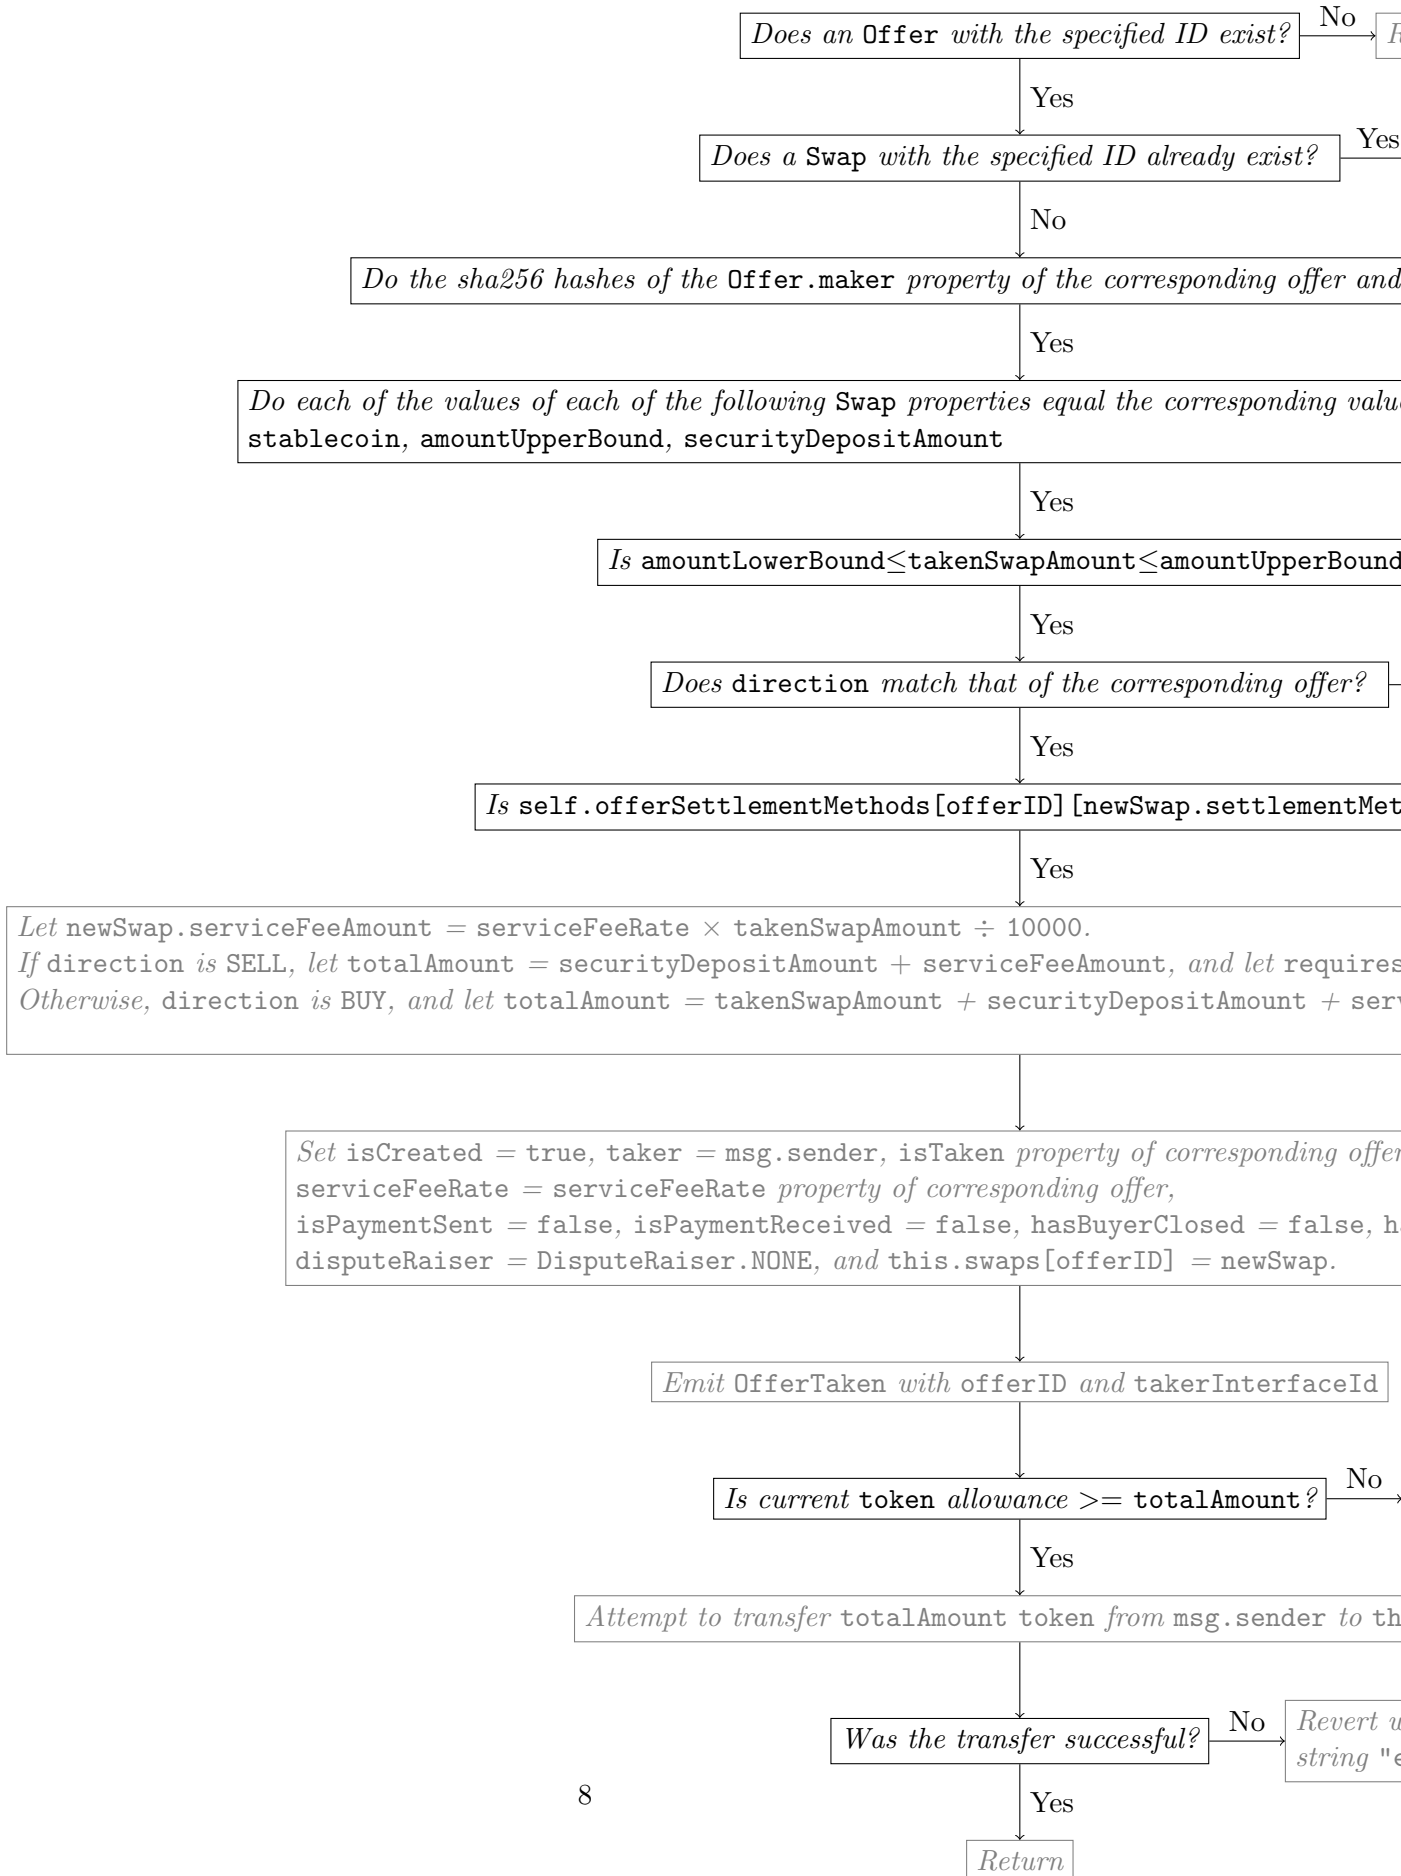 Does an Offer with the specified ID exist?
No
Yes
Does a Swap with the specified ID already exist?
Yes
No
Do the sha256 hashes of the Offer.maker property of the corresponding offer and
Yes
Do each of the values of each of the following Swap properties equal the corresponding
stablecoin, amountUpperBound, securityDepositAmount
Yes
Is amountLowerBound≤takenSwapAmount≤amountUpperBound
Yes
Does direction match that of the corresponding offer?
Yes
Is self.offerSettlementMethods[offerID][newSwap.settlementMet
Yes
Let newSwap.serviceFeeAmount = serviceFeeRate × takenSwapAmount ÷ 10000.
If direction is SELL, let totalAmount = securityDepositAmount + serviceFeeAmount, and let requires
Otherwise, direction is BUY, and let totalAmount = takenSwapAmount + securityDepositAmount + serv
Set isCreated = true, taker = msg.sender, isTaken property of corresponding offer
serviceFeeRate = serviceFeeRate property of corresponding offer,
isPaymentSent = false, isPaymentReceived = false, hasBuyerClosed = false, ha
disputeRaiser = DisputeRaiser.NONE, and this.swaps[offerID] = newSwap.
Emit OfferTaken with offerID and takerInterfaceId
Is current token allowance >= totalAmount?
No
Yes
Attempt to transfer totalAmount token from msg.sender to th
Was the transfer successful?
No
Revert
string "e
8
Yes
Return